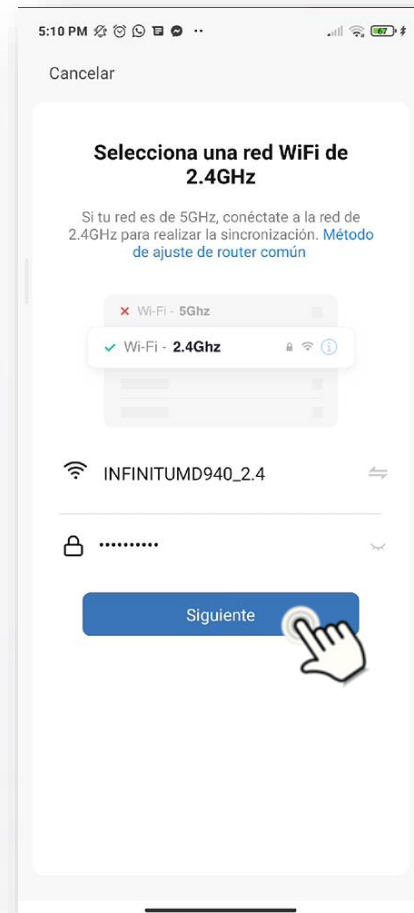 5:10 PM
67
Cancelar
Selecciona una red WiFi de
2.4GHz
Si tu red es de 5GHz, conéctate a la red de
2.4GHz para realizar la sincronización. Método
de ajuste de router común
Wi-Fi - 5Ghz
Wi-Fi - 2.4Ghz
INFINITUMD940_2.4
••••••••••
Siguiente